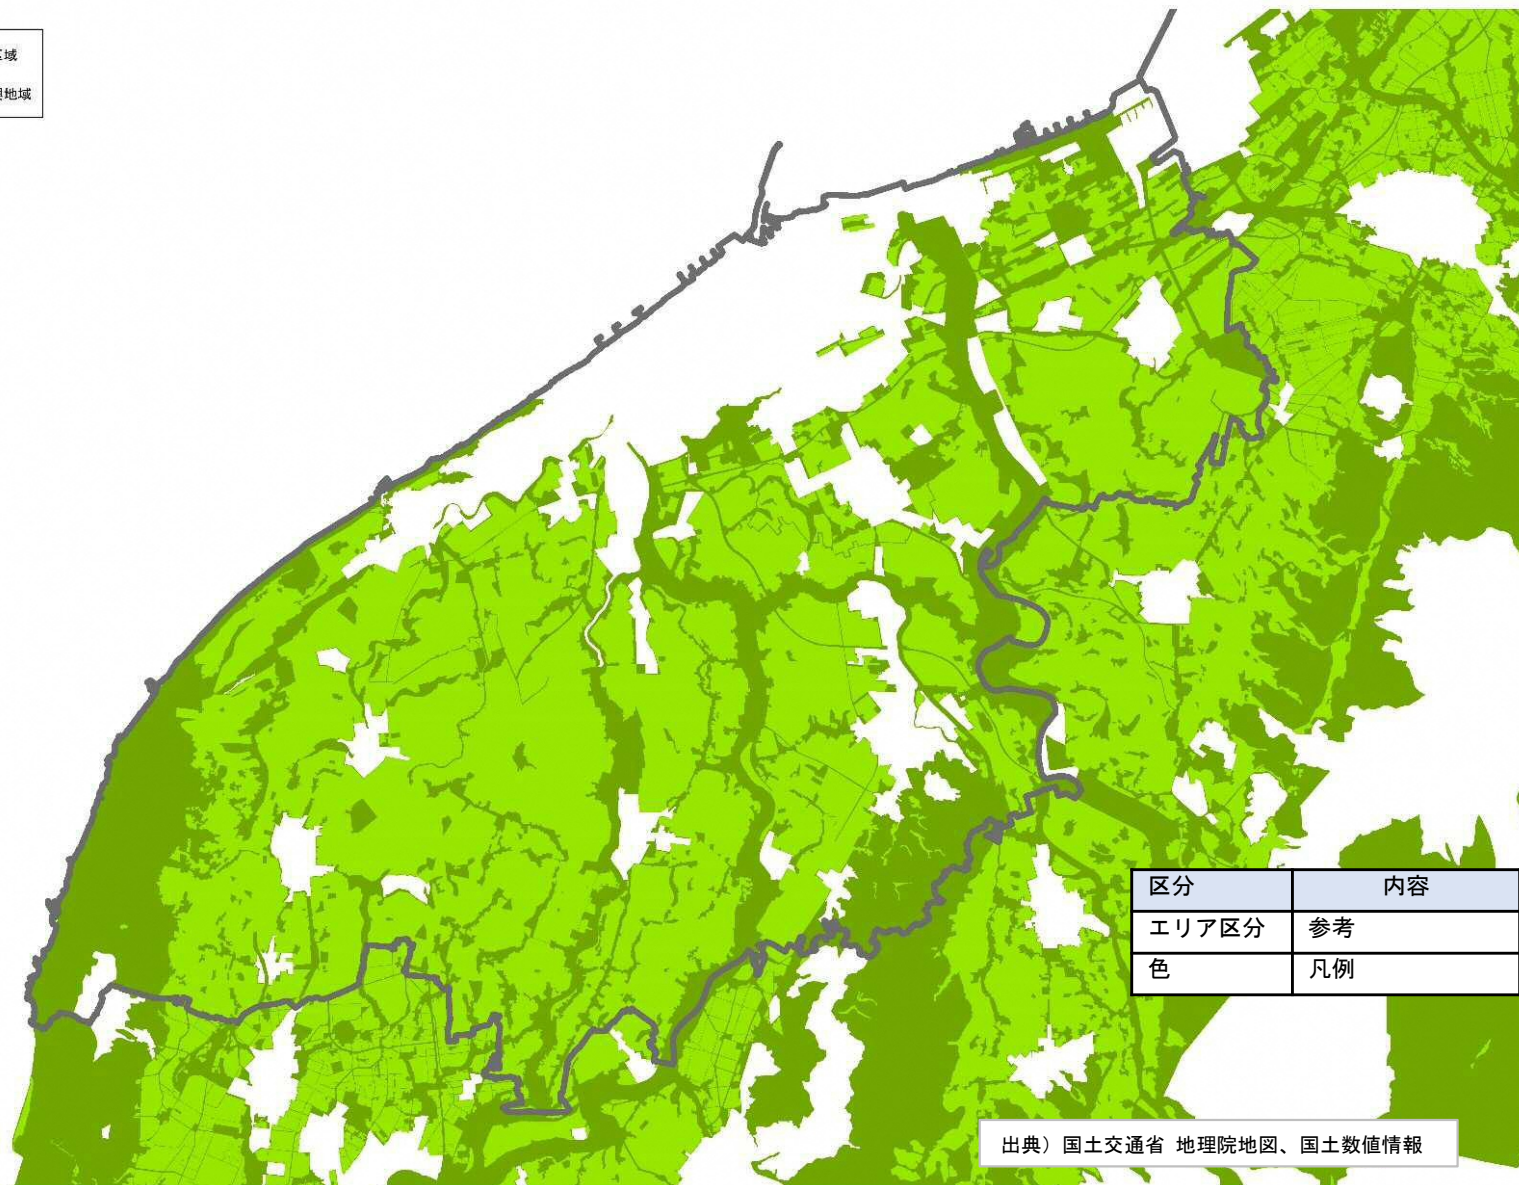 域
地域
区分 内容
エリア区分 参考
色 凡例
出典）国土交通省 地理院地図、国土数値情報